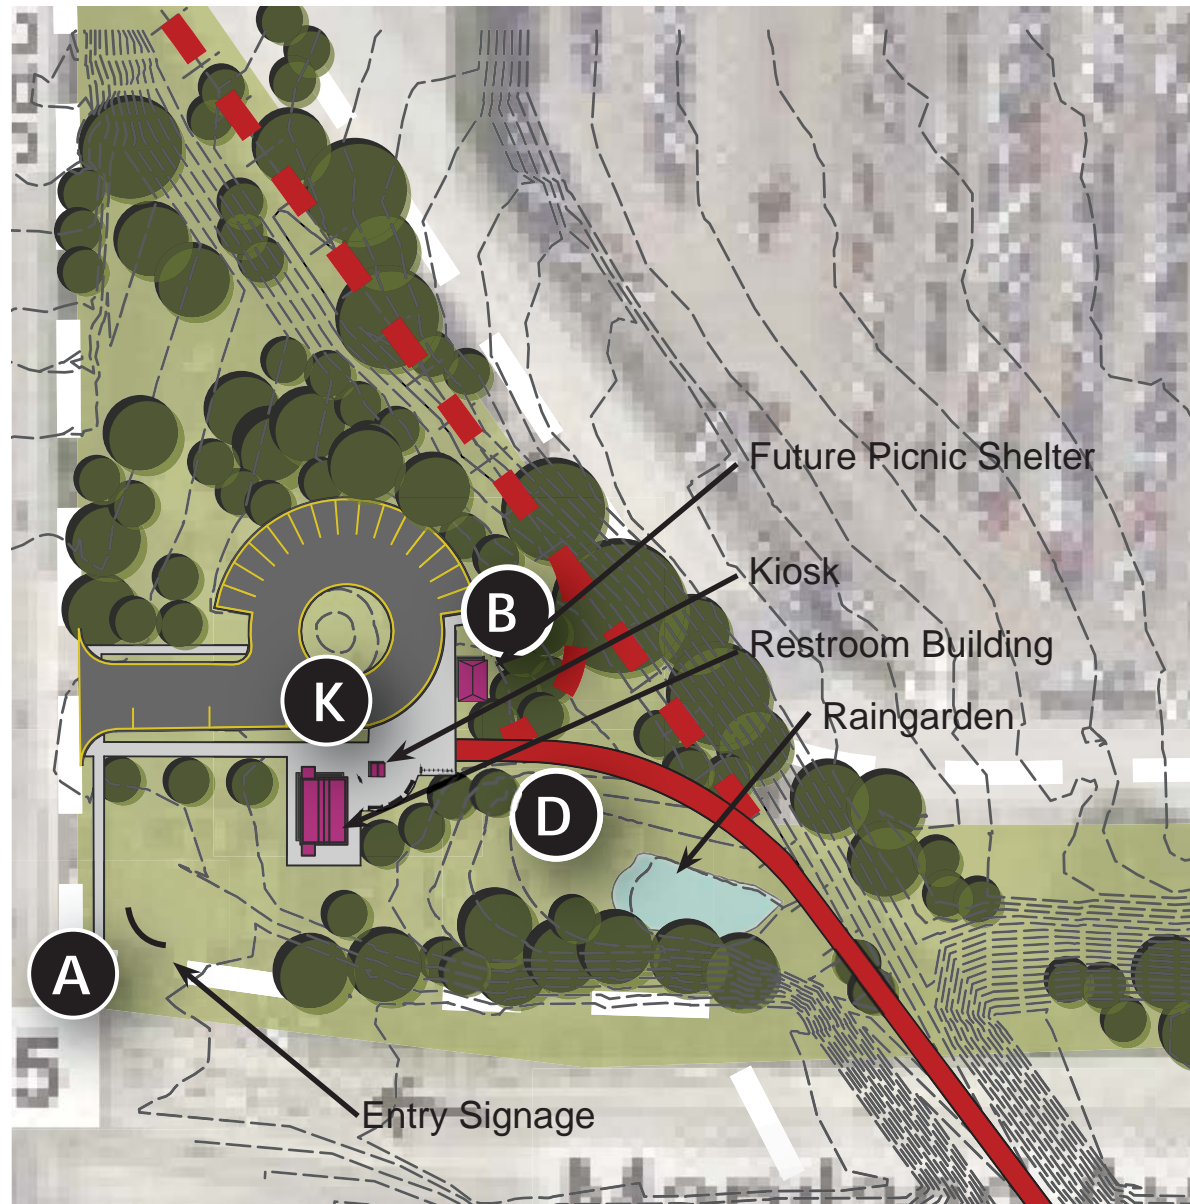 Future Picnic Shelter
B
Kiosk
Restroom Building
K
Raingarden
D
A
5
Entry Signage